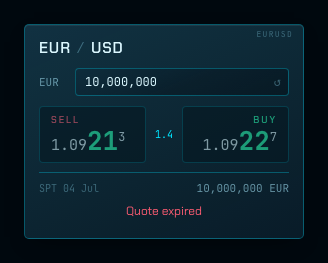 EURUSD
EUR / USD
EUR 10,000,000 ↺
SELL BUY
1.09213 1.4 1.09227
SPT 04 Jul 10,000,000 EUR
Quote expired